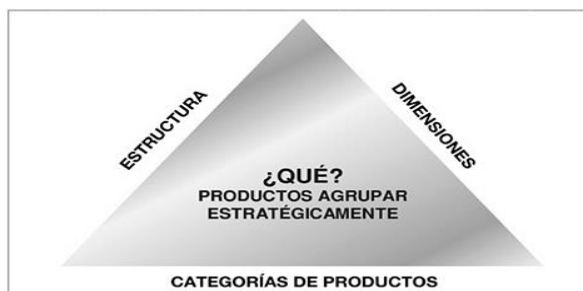 ESTRUCTURA
DIMENSIONES
¿QUÉ?
PRODUCTOS AGRUPAR
ESTRATÉGICAMENTE
CATEGORÍAS DE PRODUCTOS